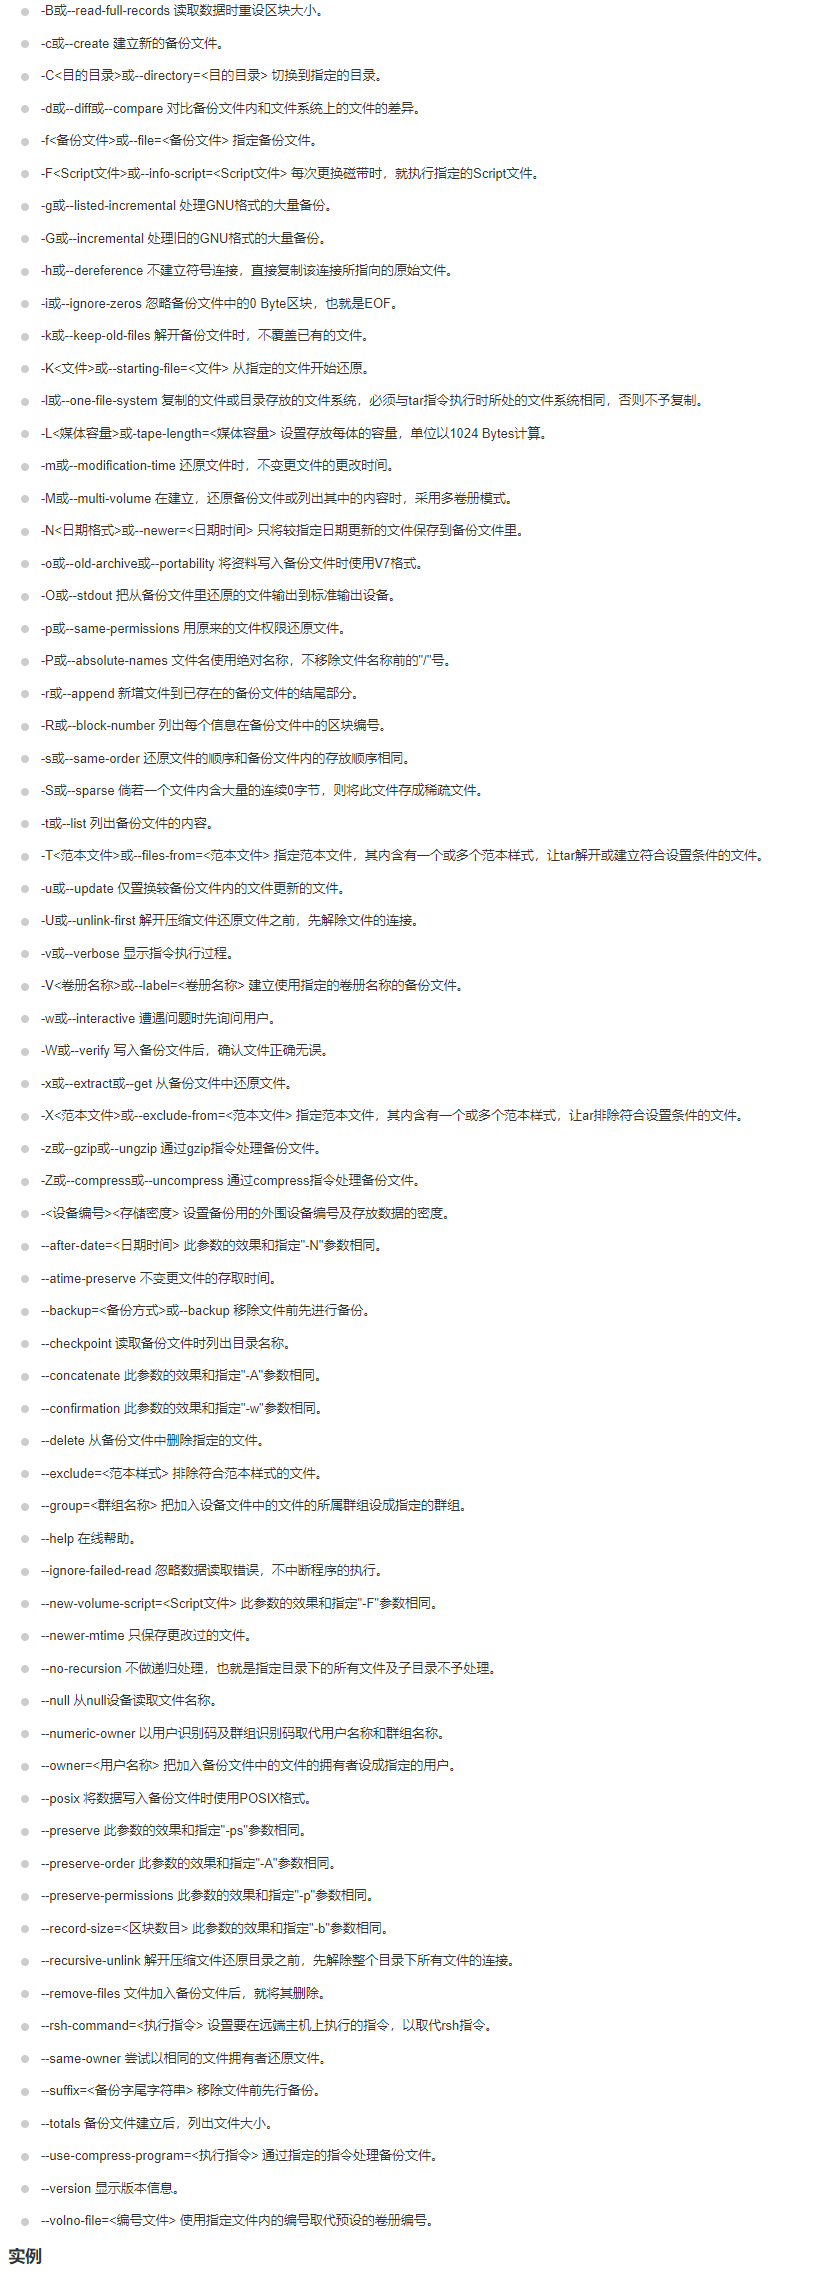 -B或--read-full-records 读取数据时重设区块大小。
-c或--create 建立新的备份文件。
-C<目的目录>或--directory=<目的目录> 切换到指定的目录。
-d或--diff或--compare 对比备份文件内和文件系统上的文件的差异。
-f<备份文件>或--file=<备份文件> 指定备份文件。
-F<Script文件>或--info-script=<Script文件> 每次更换磁带时，就执行指定的Script文件。
-g或--listed-incremental 处理GNU格式的大量备份。
-G或--incremental 处理旧的GNU格式的大量备份。
-h或--dereference 不建立符号连接，直接复制该连接所指向的原始文件。
-i或--ignore-zeros 忽略备份文件中的0 Byte区块，也就是EOF。
-k或--keep-old-files 解开备份文件时，不覆盖已有的文件。
-K<文件>或--starting-file=<文件> 从指定的文件开始还原。
-l或--one-file-system 复制的文件或目录存放的文件系统，必须与tar指令执行时所处的文件系统相同，否则不予复制。
-L<媒体容量>或-tape-length=<媒体容量> 设置存放每体的容量，单位以1024 Bytes计算。
-m或--modification-time 还原文件时，不变更文件的更改时间。
-M或--multi-volume 在建立，还原备份文件或列出其中的内容时，采用多卷册模式。
-N<日期格式>或--newer=<日期时间> 只将较指定日期更新的文件保存到备份文件里。
-o或--old-archive或--portability 将资料写入备份文件时使用V7格式。
-O或--stdout 把从备份文件里还原的文件输出到标准输出设备。
-p或--same-permissions 用原来的文件权限还原文件。
-P或--absolute-names 文件名使用绝对名称，不移除文件名称前的"/"号。
-r或--append 新增文件到已存在的备份文件的结尾部分。
-R或--block-number 列出每个信息在备份文件中的区块编号。
-s或--same-order 还原文件的顺序和备份文件内的存放顺序相同。
-S或--sparse 倘若一个文件内含大量的连续0字节，则将此文件存成稀疏文件。
-t或--list 列出备份文件的内容。
-T<范本文件>或--files-from=<范本文件> 指定范本文件，其内含有一个或多个范本样式，让tar解开或建立符合设置条件的文件。
-u或--update 仅置换较备份文件内的文件更新的文件。
-U或--unlink-first 解开压缩文件还原文件之前，先解除文件的连接。
-v或--verbose 显示指令执行过程。
-V<卷册名称>或--label=<卷册名称> 建立使用指定的卷册名称的备份文件。
-w或--interactive 遭遇问题时先询问用户。
-W或--verify 写入备份文件后，确认文件正确无误。
-x或--extract或--get 从备份文件中还原文件。
-X<范本文件>或--exclude-from=<范本文件> 指定范本文件，其内含有一个或多个范本样式，让ar排除符合设置条件的文件。
-z或--gzip或--ungzip 通过gzip指令处理备份文件。
-Z或--compress或--uncompress 通过compress指令处理备份文件。
-<设备编号><存储密度> 设置备份用的外围设备编号及存放数据的密度。
--after-date=<日期时间> 此参数的效果和指定"-N"参数相同。
--atime-preserve 不变更文件的存取时间。
--backup=<备份方式>或--backup 移除文件前先进行备份。
--checkpoint 读取备份文件时列出目录名称。
--concatenate 此参数的效果和指定"-A"参数相同。
--confirmation 此参数的效果和指定"-w"参数相同。
--delete 从备份文件中删除指定的文件。
--exclude=<范本样式> 排除符合范本样式的文件。
--group=<群组名称> 把加入设备文件中的文件的所属群组设成指定的群组。
--help 在线帮助。
--ignore-failed-read 忽略数据读取错误，不中断程序的执行。
--new-volume-script=<Script文件> 此参数的效果和指定"-F"参数相同。
--newer-mtime 只保存更改过的文件。
--no-recursion 不做递归处理，也就是指定目录下的所有文件及子目录不予处理。
--null 从null设备读取文件名称。
--numeric-owner 以用户识别码及群组识别码取代用户名称和群组名称。
--owner=<用户名称> 把加入备份文件中的文件的拥有者设成指定的用户。
--posix 将数据写入备份文件时使用POSIX格式。
--preserve 此参数的效果和指定"-ps"参数相同。
--preserve-order 此参数的效果和指定"-A"参数相同。
--preserve-permissions 此参数的效果和指定"-p"参数相同。
--record-size=<区块数目> 此参数的效果和指定"-b"参数相同。
--recursive-unlink 解开压缩文件还原目录之前，先解除整个目录下所有文件的连接。
--remove-files 文件加入备份文件后，就将其删除。
--rsh-command=<执行指令> 设置要在远端主机上执行的指令，以取代rsh指令。
--same-owner 尝试以相同的文件拥有者还原文件。
--suffix=<备份字尾字符串> 移除文件前先行备份。
--totals 备份文件建立后，列出文件大小。
--use-compress-program=<执行指令> 通过指定的指令处理备份文件。
--version 显示版本信息。
--volno-file=<编号文件> 使用指定文件内的编号取代预设的卷册编号。
实例